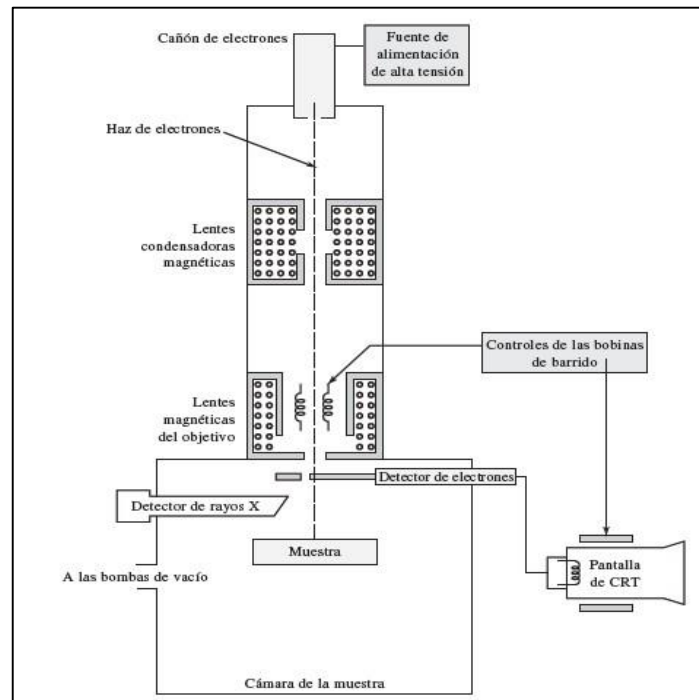 Cañón de electrones
Fuente de
alimentación
de alta tensión
Haz de electrones
Lentes
condensadoras
magnéticas
Controles de las bobinas
de barrido
Lentes
magnéticas
del objetivo
Detector de electrones
Detector de rayos X
Muestra
A las bombas de vacío
Pantalla
de CRT
Cámara de la muestra